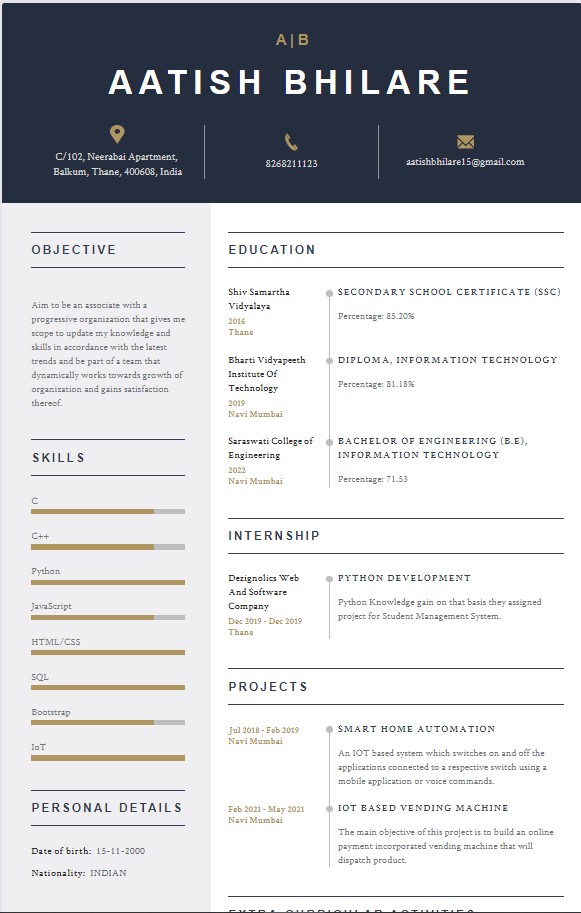 A|B
AATISH BHILARE
C/102, Neerabai Apartment,
Balkum, Thane, 400608, India
8268211123
aatishbhilare15@gmail.com
OBJECTIVE
Aim to be an associate with a
progressive organization that gives me
scope to update my knowledge and
skills in accordance with the latest
trends and be part of a team that
dynamically works towards growth of
organization and gains satisfaction
thereof.
SKILLS
C
C++
Python
JavaScript
HTML/CSS
SQL
Bootstrap
IoT
PERSONAL DETAILS
Date of birth: 15-11-2000
Nationality: INDIAN
EDUCATION
Shiv Samartha
Vidyalaya
2016
Thane
SECONDARY SCHOOL CERTIFICATE (SSC)
Percentage: 85.20%
Bharti Vidyapeeth
Institute Of
Technology
2019
Navi Mumbai
DIPLOMA, INFORMATION TECHNOLOGY
Percentage: 81.18%
Saraswati College of
Engineering
2022
Navi Mumbai
BACHELOR OF ENGINEERING (B.E),
INFORMATION TECHNOLOGY
Percentage: 71.53
INTERNSHIP
Dezignolics Web
And Software
Company
Dec 2019 - Dec 2019
Thane
PYTHON DEVELOPMENT
Python Knowledge gain on that basis they assigned
project for Student Management System.
PROJECTS
Jul 2018 - Feb 2019
Navi Mumbai
SMART HOME AUTOMATION
An IOT based system which switches on and off the
applications connected to a respective switch using a
mobile application or voice commands.
Feb 2021 - May 2021
Navi Mumbai
IOT BASED VENDING MACHINE
The main objective of this project is to build an online
payment incorporated vending machine that will
dispatch product.
EXTRA CURRICULAR ACTIVITIES